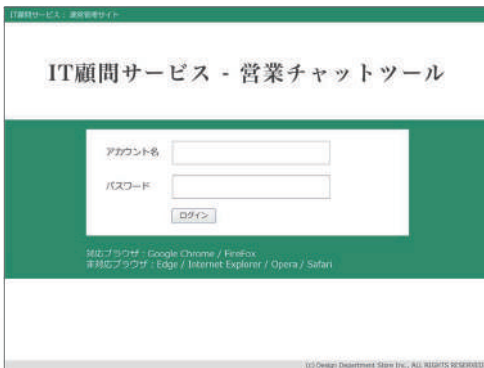 IT顧問サービス : 運営管理サイト
IT顧問サービス - 営業チャットツール
アカウント名
パスワード
ログイン
対応ブラウザ : Google Chrome / FireFox
未対応ブラウザ : Edge / Internet Explorer / Opera / Safari
(c) Design Department Store Inc., ALL RIGHTS RESERVED